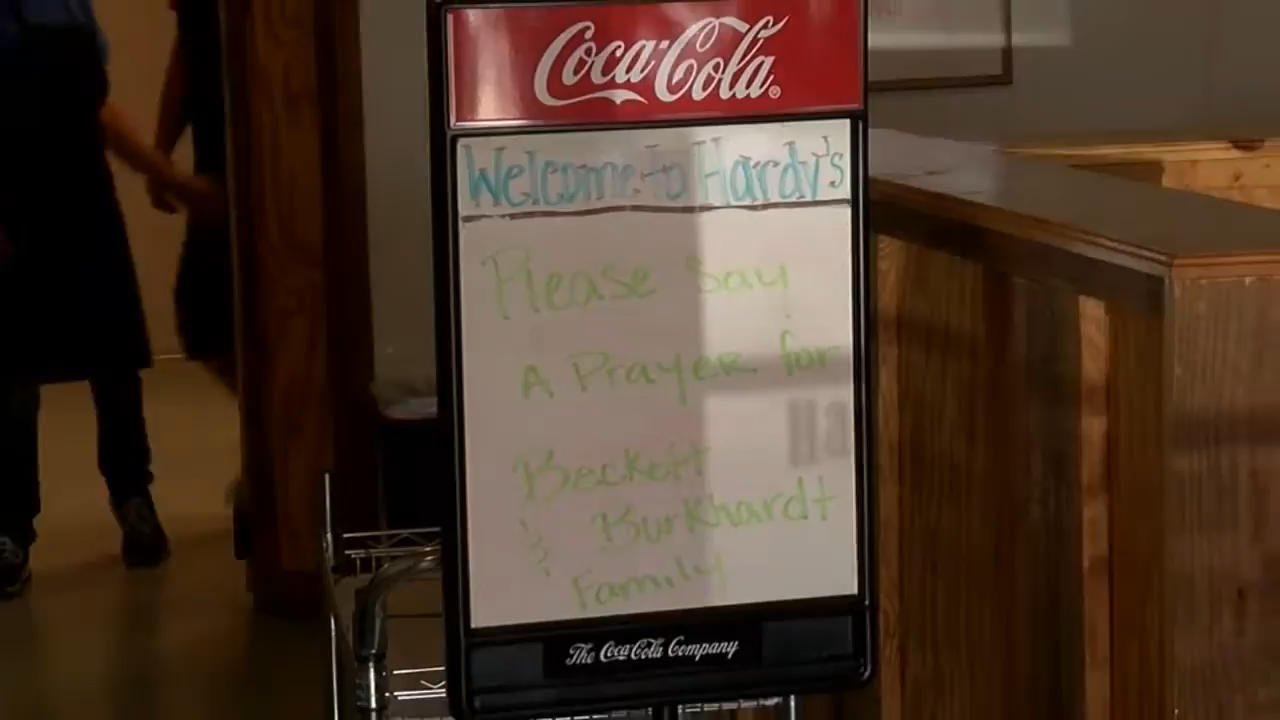 Coca-Cola®
Welcome to Hardy's
Please Say
A Prayer for
Beckett
& Burkhardt
Family
The Coca-Cola Company